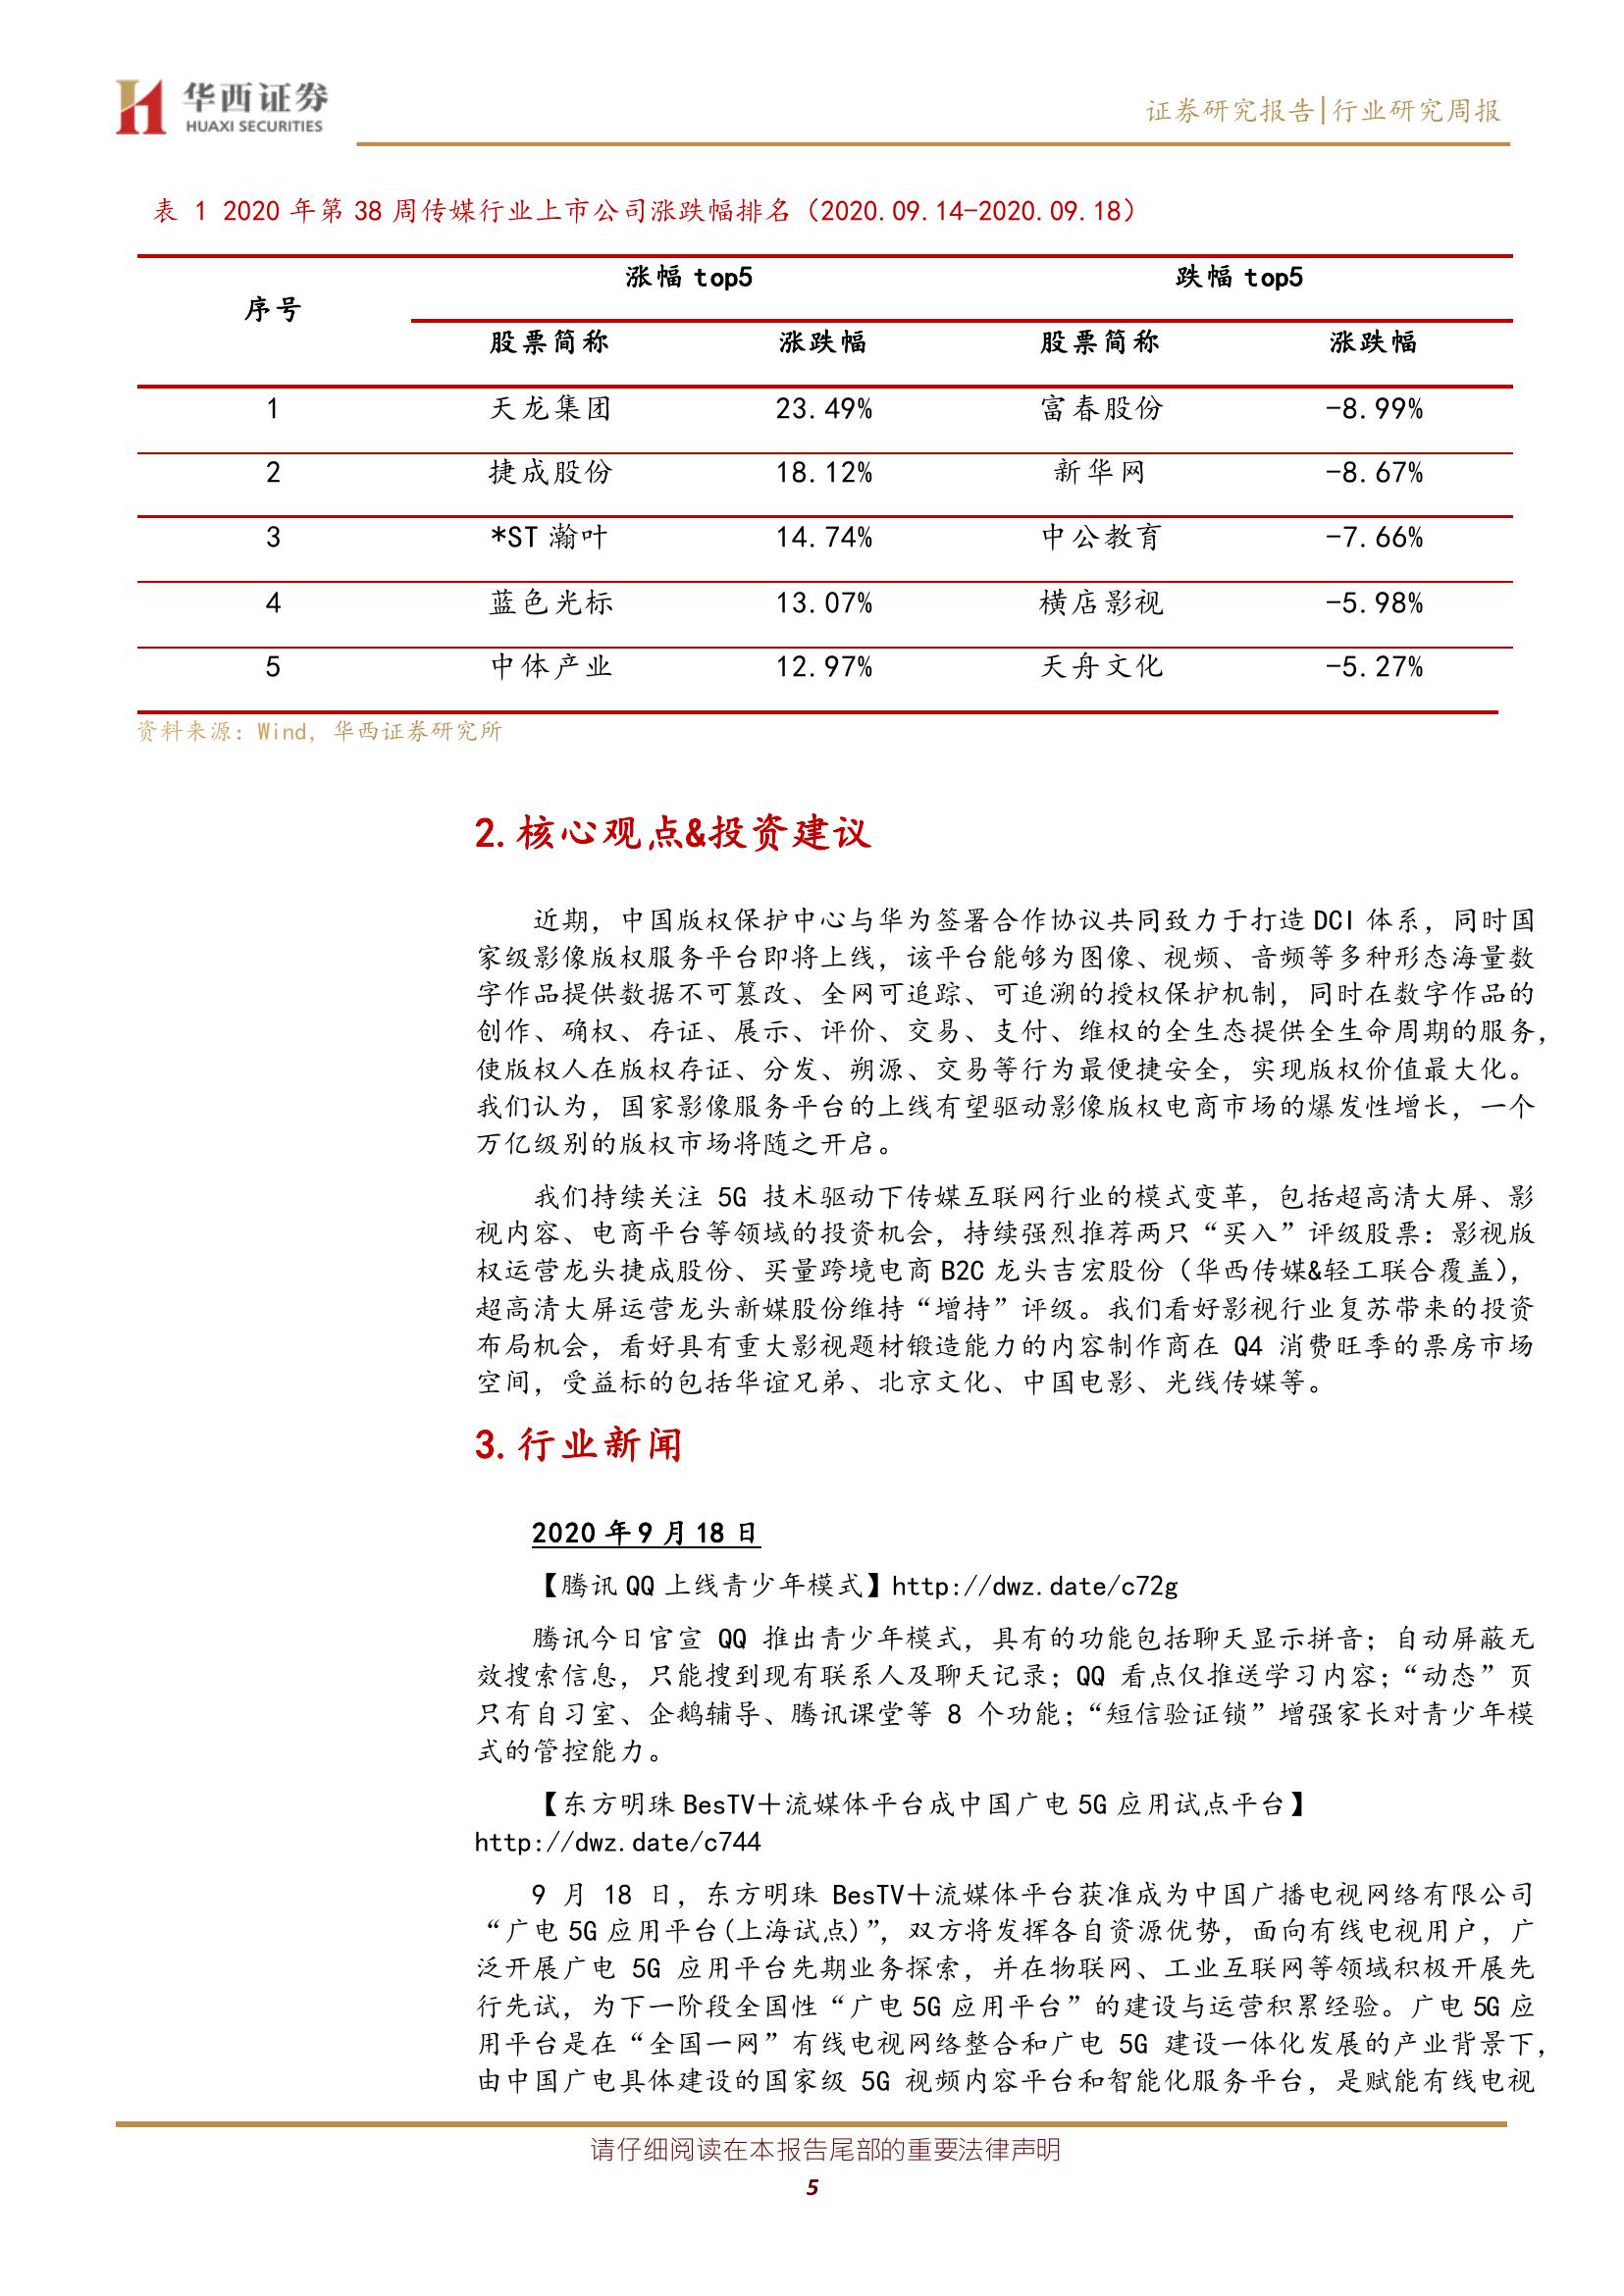 华西证券
HUAXI SECURITIES
证券研究报告|行业研究周报
表 1 2020 年第 38 周传媒行业上市公司涨跌幅排名（2020.09.14-2020.09.18）
序号 涨幅 top5 跌幅 top5
股票简称 涨跌幅 股票简称 涨跌幅
1 天龙集团 23.49% 富春股份 -8.99%
2 捷成股份 18.12% 新华网 -8.67%
3 *ST 瀚叶 14.74% 中公教育 -7.66%
4 蓝色光标 13.07% 横店影视 -5.98%
5 中体产业 12.97% 天舟文化 -5.27%
资料来源：Wind，华西证券研究所
2.核心观点&投资建议
近期，中国版权保护中心与华为签署合作协议共同致力于打造 DCI 体系，同时国
家级影像版权服务平台即将上线，该平台能够为图像、视频、音频等多种形态海量数
字作品提供数据不可篡改、全网可追踪、可追溯的授权保护机制，同时在数字作品的
创作、确权、存证、展示、评价、交易、支付、维权的全生态提供全生命周期的服务，
使版权人在版权存证、分发、朔源、交易等行为最便捷安全，实现版权价值最大化。
我们认为，国家影像服务平台的上线有望驱动影像版权电商市场的爆发性增长，一个
万亿级别的版权市场将随之开启。
我们持续关注 5G 技术驱动下传媒互联网行业的模式变革，包括超高清大屏、影
视内容、电商平台等领域的投资机会，持续强烈推荐两只“买入”评级股票：影视版
权运营龙头捷成股份、买量跨境电商 B2C 龙头吉宏股份（华西传媒&轻工联合覆盖），
超高清大屏运营龙头新媒股份维持“增持”评级。我们看好影视行业复苏带来的投资
布局机会，看好具有重大影视题材锻造能力的内容制作商在 Q4 消费旺季的票房市场
空间，受益标的包括华谊兄弟、北京文化、中国电影、光线传媒等。
3.行业新闻
2020 年 9 月 18 日
【腾讯 QQ 上线青少年模式】http://dwz.date/c72g
腾讯今日官宣 QQ 推出青少年模式，具有的功能包括聊天显示拼音；自动屏蔽无
效搜索信息，只能搜到现有联系人及聊天记录；QQ 看点仅推送学习内容；“动态”页
只有自习室、企鹅辅导、腾讯课堂等 8 个功能；“短信验证锁”增强家长对青少年模
式的管控能力。
【东方明珠 BesTV＋流媒体平台成中国广电 5G 应用试点平台】
http://dwz.date/c744
9 月 18 日，东方明珠 BesTV＋流媒体平台获准成为中国广播电视网络有限公司
“广电 5G 应用平台(上海试点)”，双方将发挥各自资源优势，面向有线电视用户，广
泛开展广电 5G 应用平台先期业务探索，并在物联网、工业互联网等领域积极开展先
行先试，为下一阶段全国性“广电 5G 应用平台”的建设与运营积累经验。广电 5G 应
用平台是在“全国一网”有线电视网络整合和广电 5G 建设一体化发展的产业背景下，
由中国广电具体建设的国家级 5G 视频内容平台和智能化服务平台，是赋能有线电视
请仔细阅读在本报告尾部的重要法律声明
5